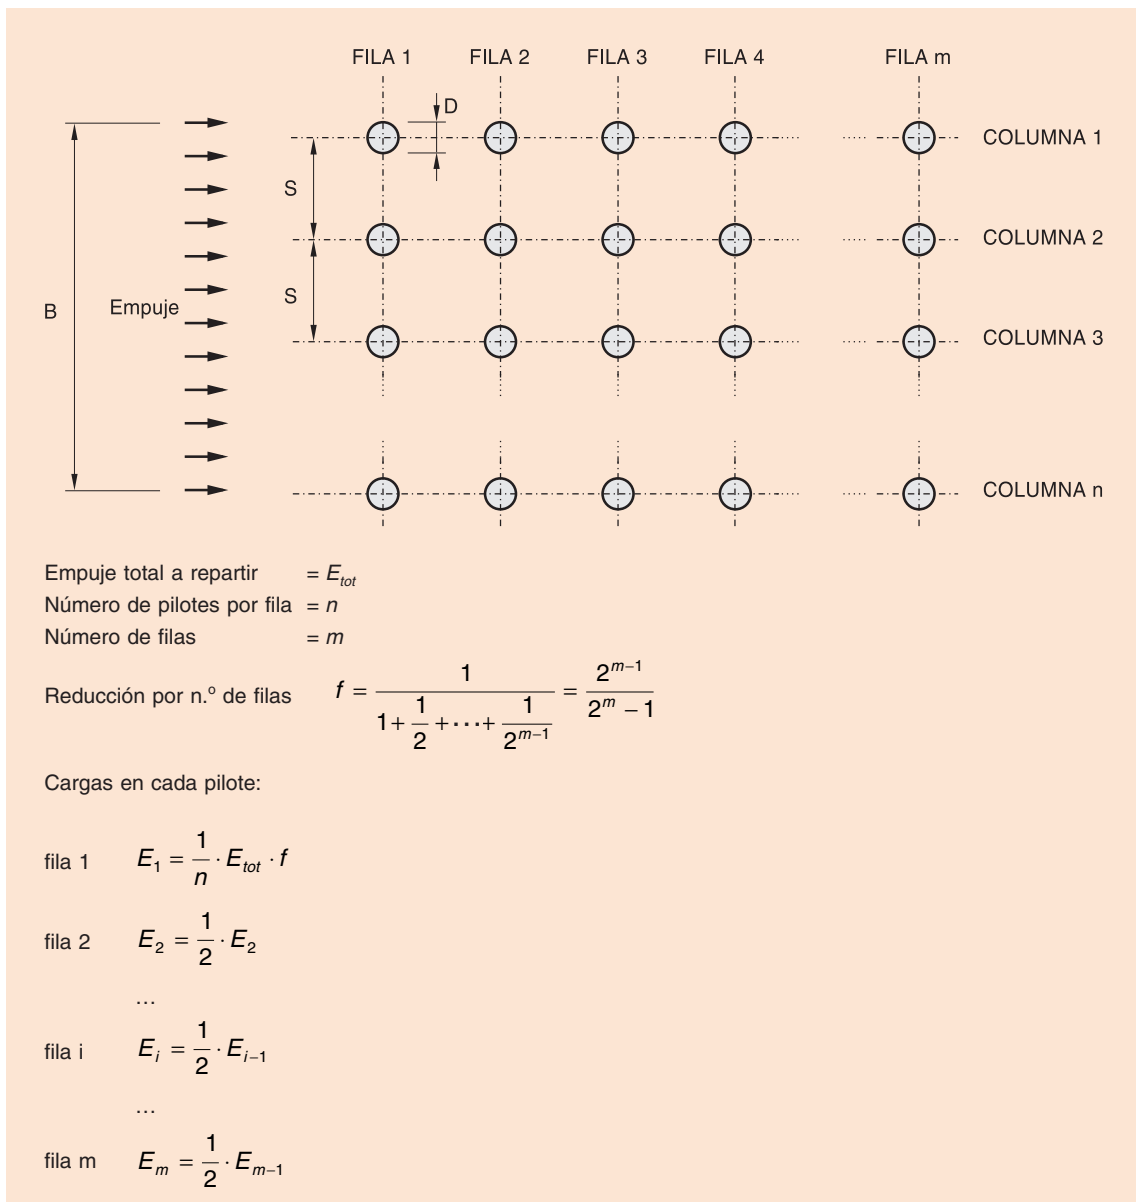 FILA 1 FILA 2 FILA 3 FILA 4 FILA m
D
COLUMNA 1
S
COLUMNA 2
B Empuje S
COLUMNA 3
COLUMNA n
Empuje total a repartir = E_tot
Número de pilotes por fila = n
Número de filas = m
Reducción por n.º de filas f = 1 / (1 + 1/2 + ··· + 1/2^(m–1)) = 2^(m–1) / (2^m – 1)
Cargas en cada pilote:
fila 1 E_1 = 1/n · E_tot · f
fila 2 E_2 = 1/2 · E_2
...
fila i E_i = 1/2 · E_(i–1)
...
fila m E_m = 1/2 · E_(m–1)